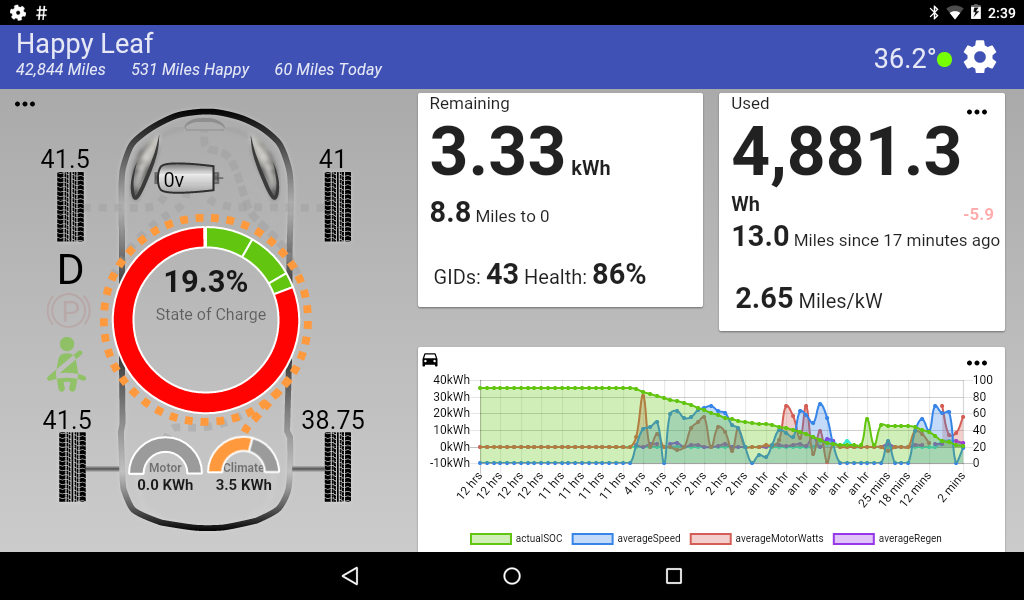 # 2:39
Happy Leaf
42,844 Miles 531 Miles Happy 60 Miles Today
36.2°
41.5
41
0v
D
P
19.3%
State of Charge
41.5
38.75
Motor
0.0 KWh
Climate
3.5 KWh
Remaining
3.33 kWh
8.8 Miles to 0
GIDs: 43 Health: 86%
Used
4,881.3
Wh
-5.9
13.0 Miles since 17 minutes ago
2.65 Miles/kW
40kWh
30kWh
20kWh
10kWh
0kWh
-10kWh
100
80
60
40
20
0
12 hrs
12 hrs
12 hrs
12 hrs
11 hrs
11 hrs
11 hrs
11 hrs
4 hrs
3 hrs
2 hrs
2 hrs
2 hrs
2 hrs
an hr
an hr
an hr
an hr
an hr
an hr
25 mins
18 mins
12 mins
2 mins
actualSOC averageSpeed averageMotorWatts averageRegen